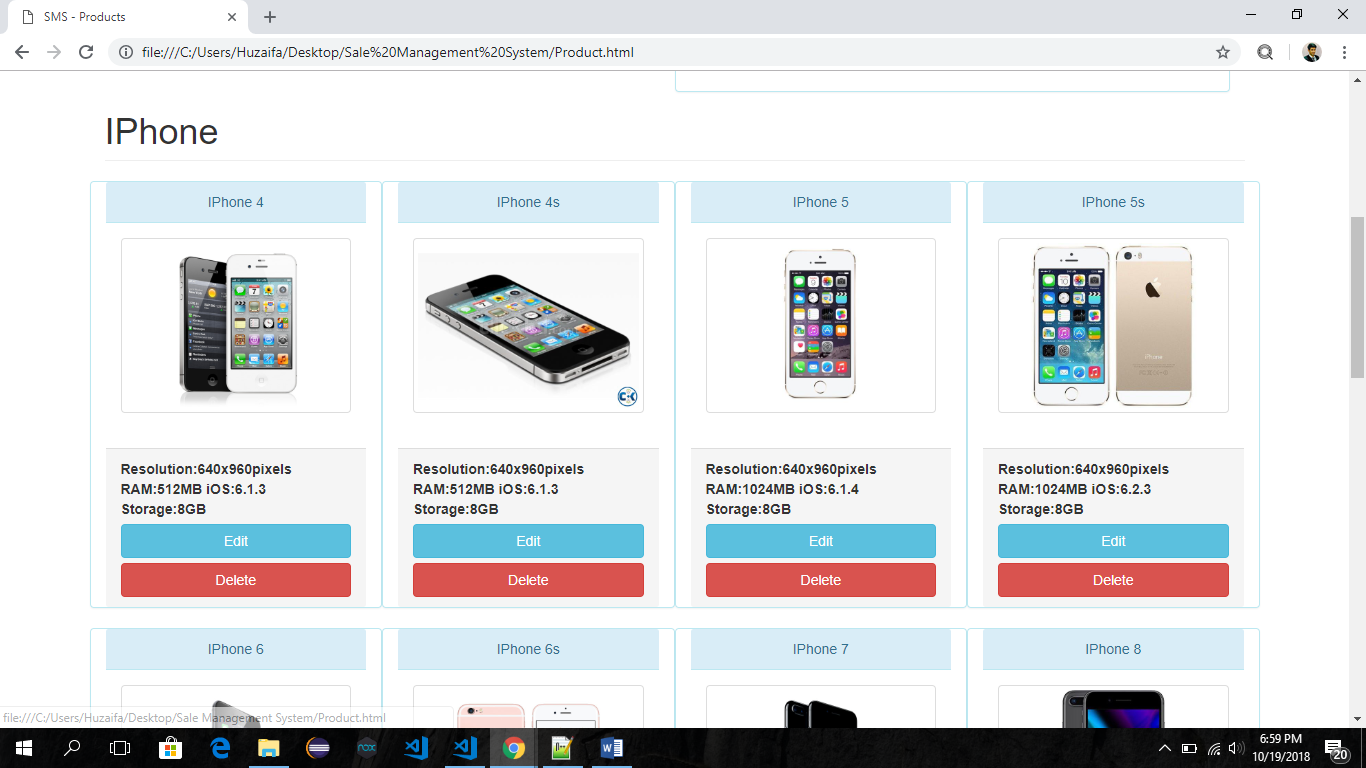 SMS - Products
file:///C:/Users/Huzaifa/Desktop/Sale%20Management%20System/Product.html
IPhone
IPhone 4
IPhone 4s
IPhone 5
IPhone 5s
iPhone
Resolution:640x960pixels
RAM:512MB iOS:6.1.3
Storage:8GB
Edit
Delete
Resolution:640x960pixels
RAM:512MB iOS:6.1.3
Storage:8GB
Edit
Delete
Resolution:640x960pixels
RAM:1024MB iOS:6.1.4
Storage:8GB
Edit
Delete
Resolution:640x960pixels
RAM:1024MB iOS:6.2.3
Storage:8GB
Edit
Delete
IPhone 6
IPhone 6s
IPhone 7
IPhone 8
file:///C:/Users/Huzaifa/Desktop/Sale Management System/Product.html
nox
6:59 PM
10/19/2018
20